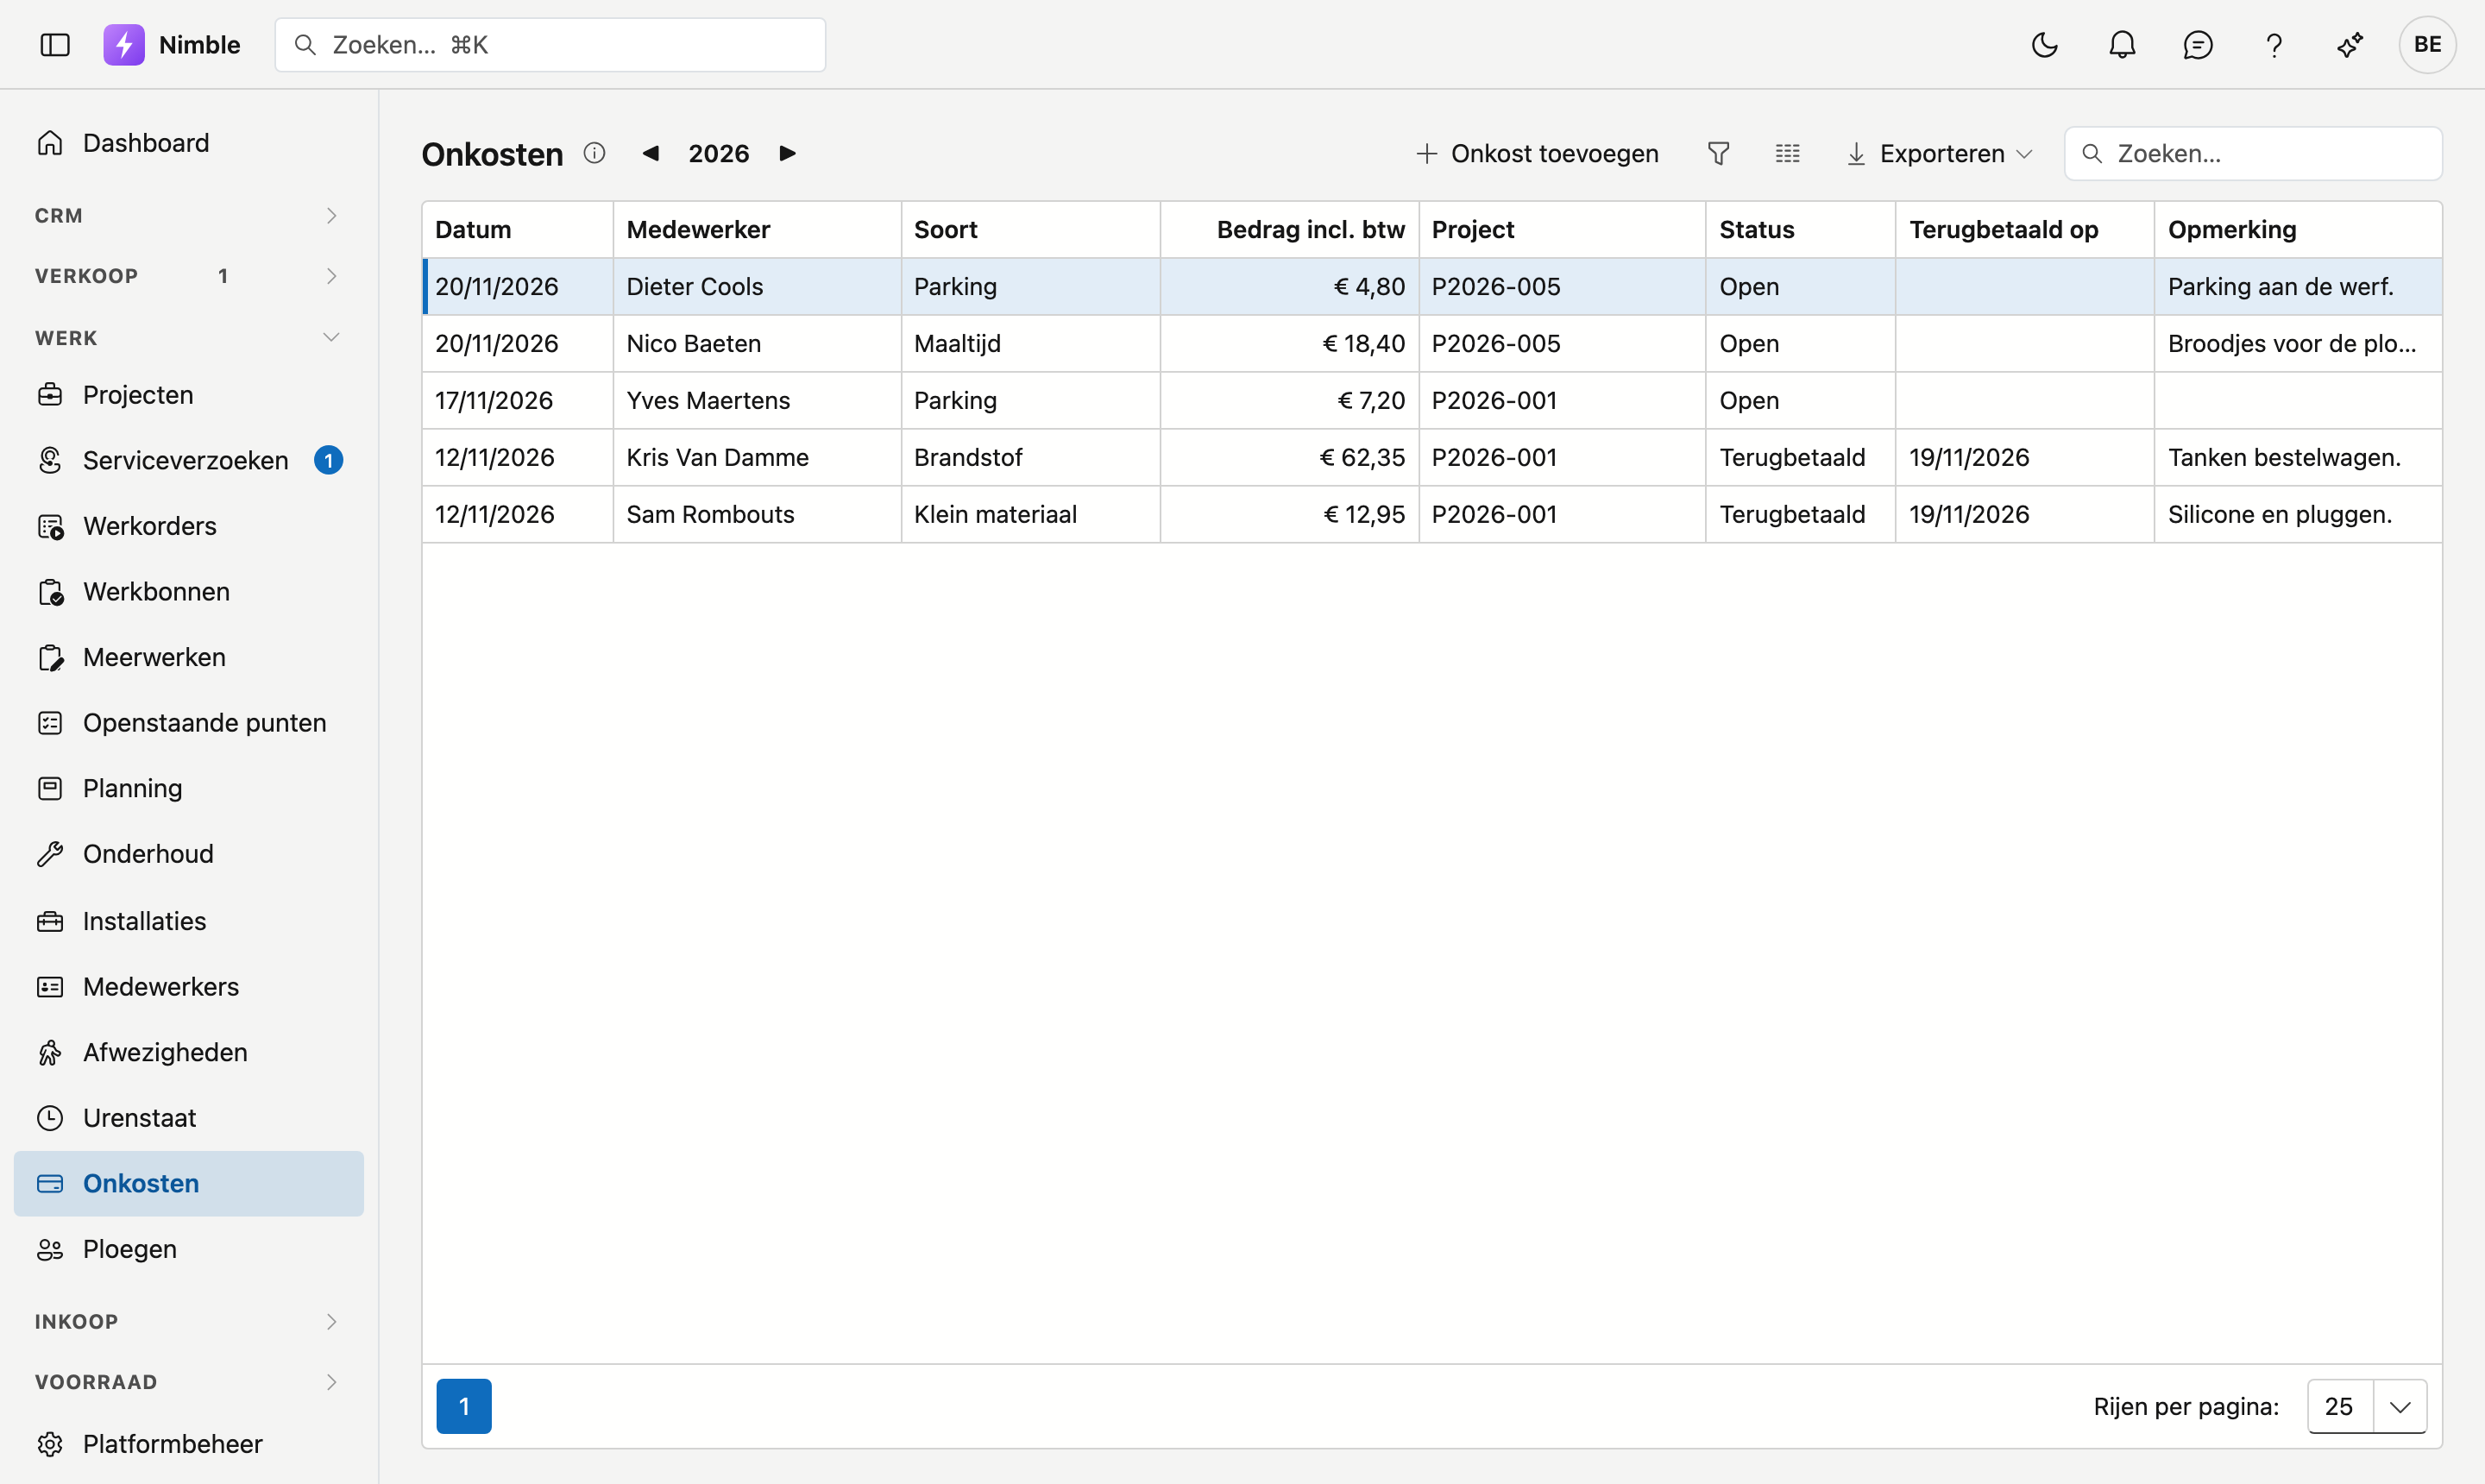 Nimble
Zoeken... ⌘K
BE
Dashboard
CRM
VERKOOP 1
WERK
Projecten
Serviceverzoeken 1
Werkorders
Werkbonnen
Meerwerken
Openstaande punten
Planning
Onderhoud
Installaties
Medewerkers
Afwezigheden
Urenstaat
Onkosten
Ploegen
INKOOP
VOORRAAD
Platformbeheer
Onkosten 2026
Onkost toevoegen
Exporteren
Zoeken...
Datum Medewerker Soort Bedrag incl. btw Project Status Terugbetaald op Opmerking
20/11/2026 Dieter Cools Parking € 4,80 P2026-005 Open Parking aan de werf.
20/11/2026 Nico Baeten Maaltijd € 18,40 P2026-005 Open Broodjes voor de plo...
17/11/2026 Yves Maertens Parking € 7,20 P2026-001 Open
12/11/2026 Kris Van Damme Brandstof € 62,35 P2026-001 Terugbetaald 19/11/2026 Tanken bestelwagen.
12/11/2026 Sam Rombouts Klein materiaal € 12,95 P2026-001 Terugbetaald 19/11/2026 Silicone en pluggen.
1
Rijen per pagina: 25